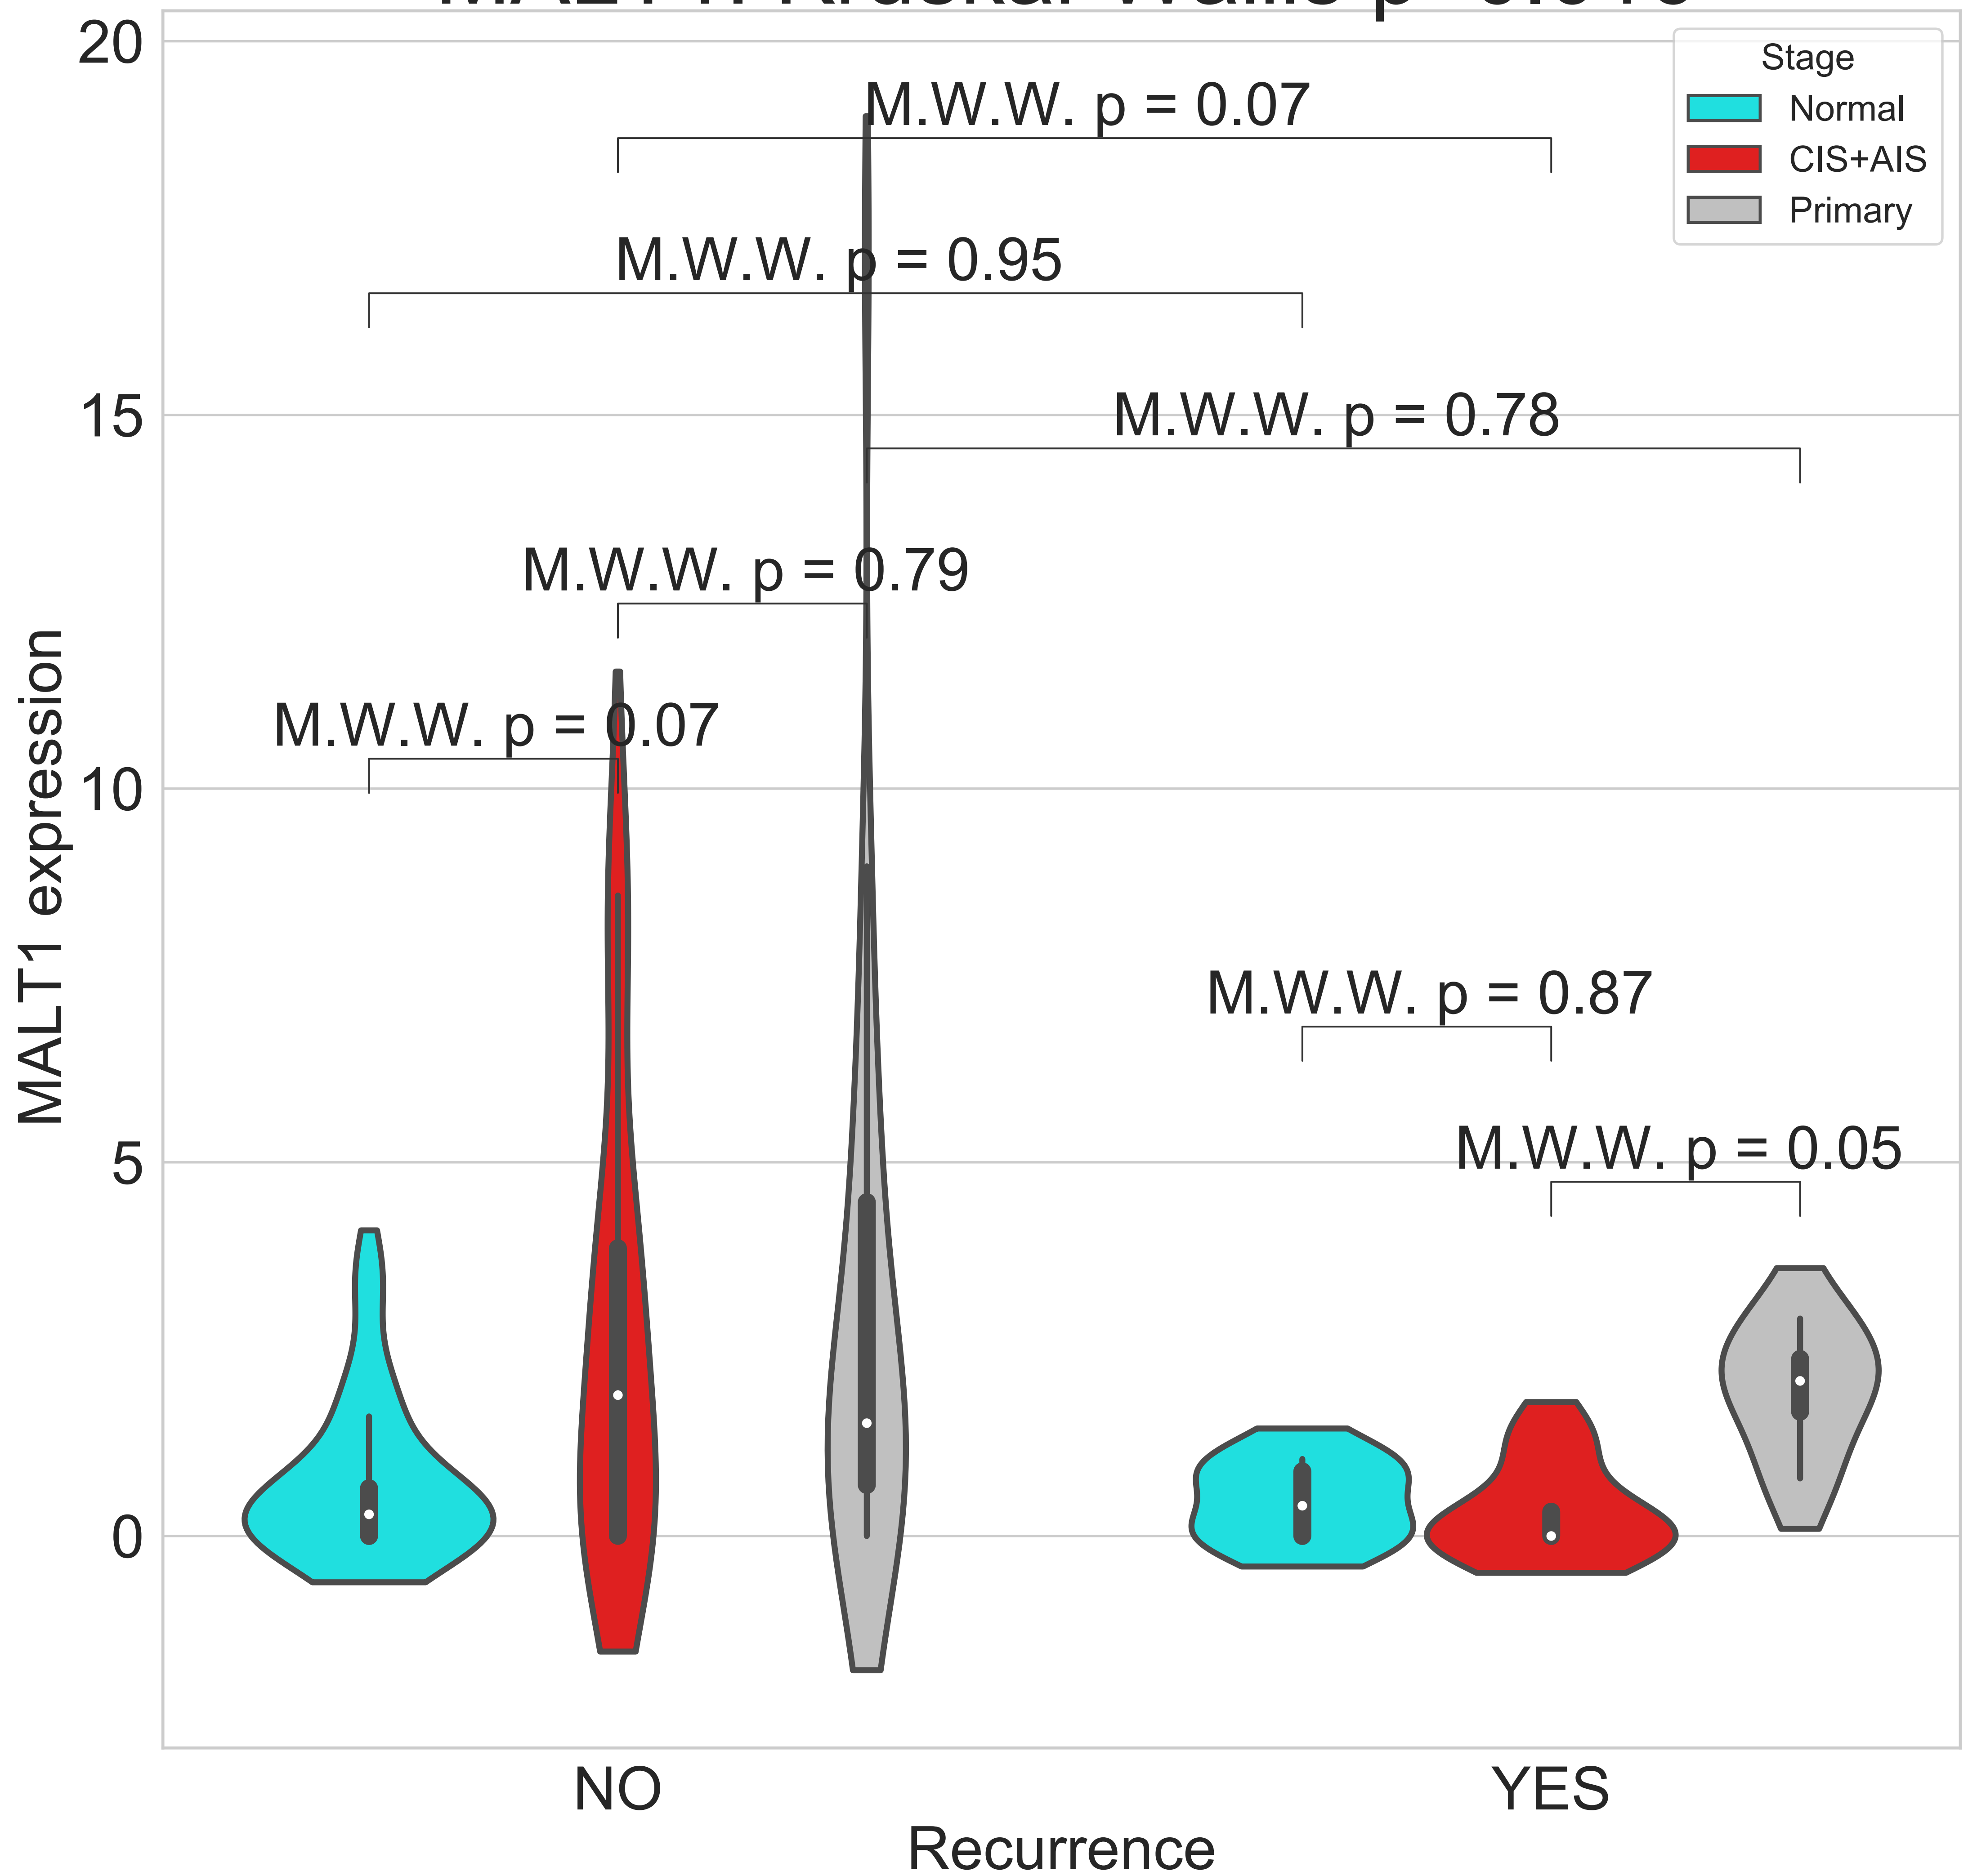 20
Stage
Normal
CIS+AIS
Primary
M.W.W. p = 0.07
M.W.W. p = 0.95
15
M.W.W. p = 0.78
M.W.W. p = 0.79
M.W.W. p = 0.07
10
M.W.W. p = 0.87
M.W.W. p = 0.05
5
0
MALT1 expression
NO
YES
Recurrence